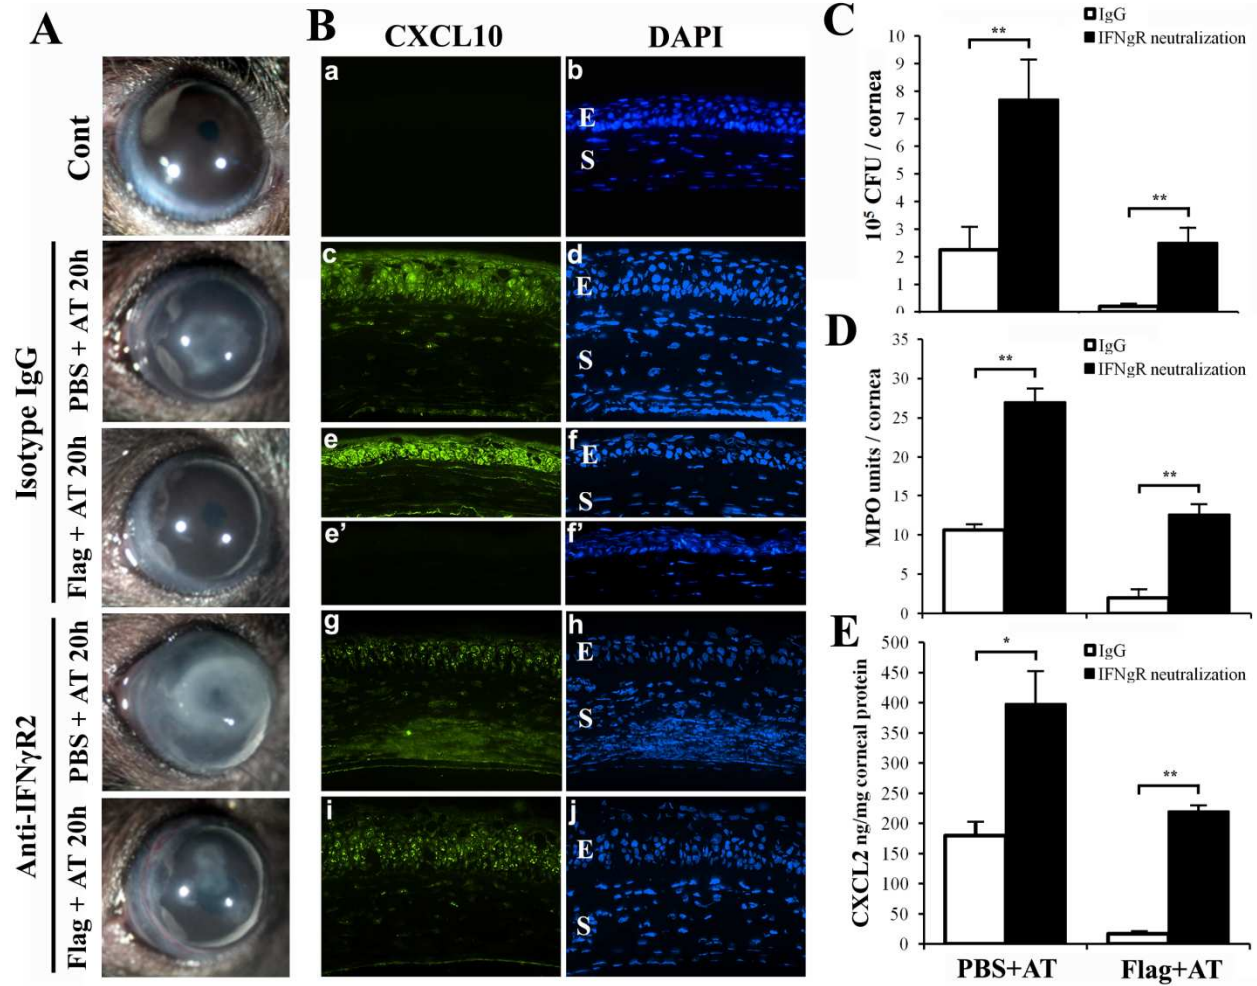 A
Cont
Isotype IgG
PBS + AT 20h
Flag + AT 20h
Anti-IFNγR2
PBS + AT 20h
Flag + AT 20h
B
CXCL10
DAPI
a
b
E
S
c
d
E
S
e
f
E
S
e’
f’
g
h
E
S
i
j
E
S
C
IgG
IFNgR neutralization
10⁵ CFU / cornea
10
9
8
7
6
5
4
3
2
1
0
**
**
D
IgG
IFNgR neutralization
MPO units / cornea
35
30
25
20
15
10
5
0
**
**
E
IgG
IFNgR neutralization
CXCL2 ng/mg corneal protein
500
450
400
350
300
250
200
150
100
50
0
*
**
PBS+AT
Flag+AT